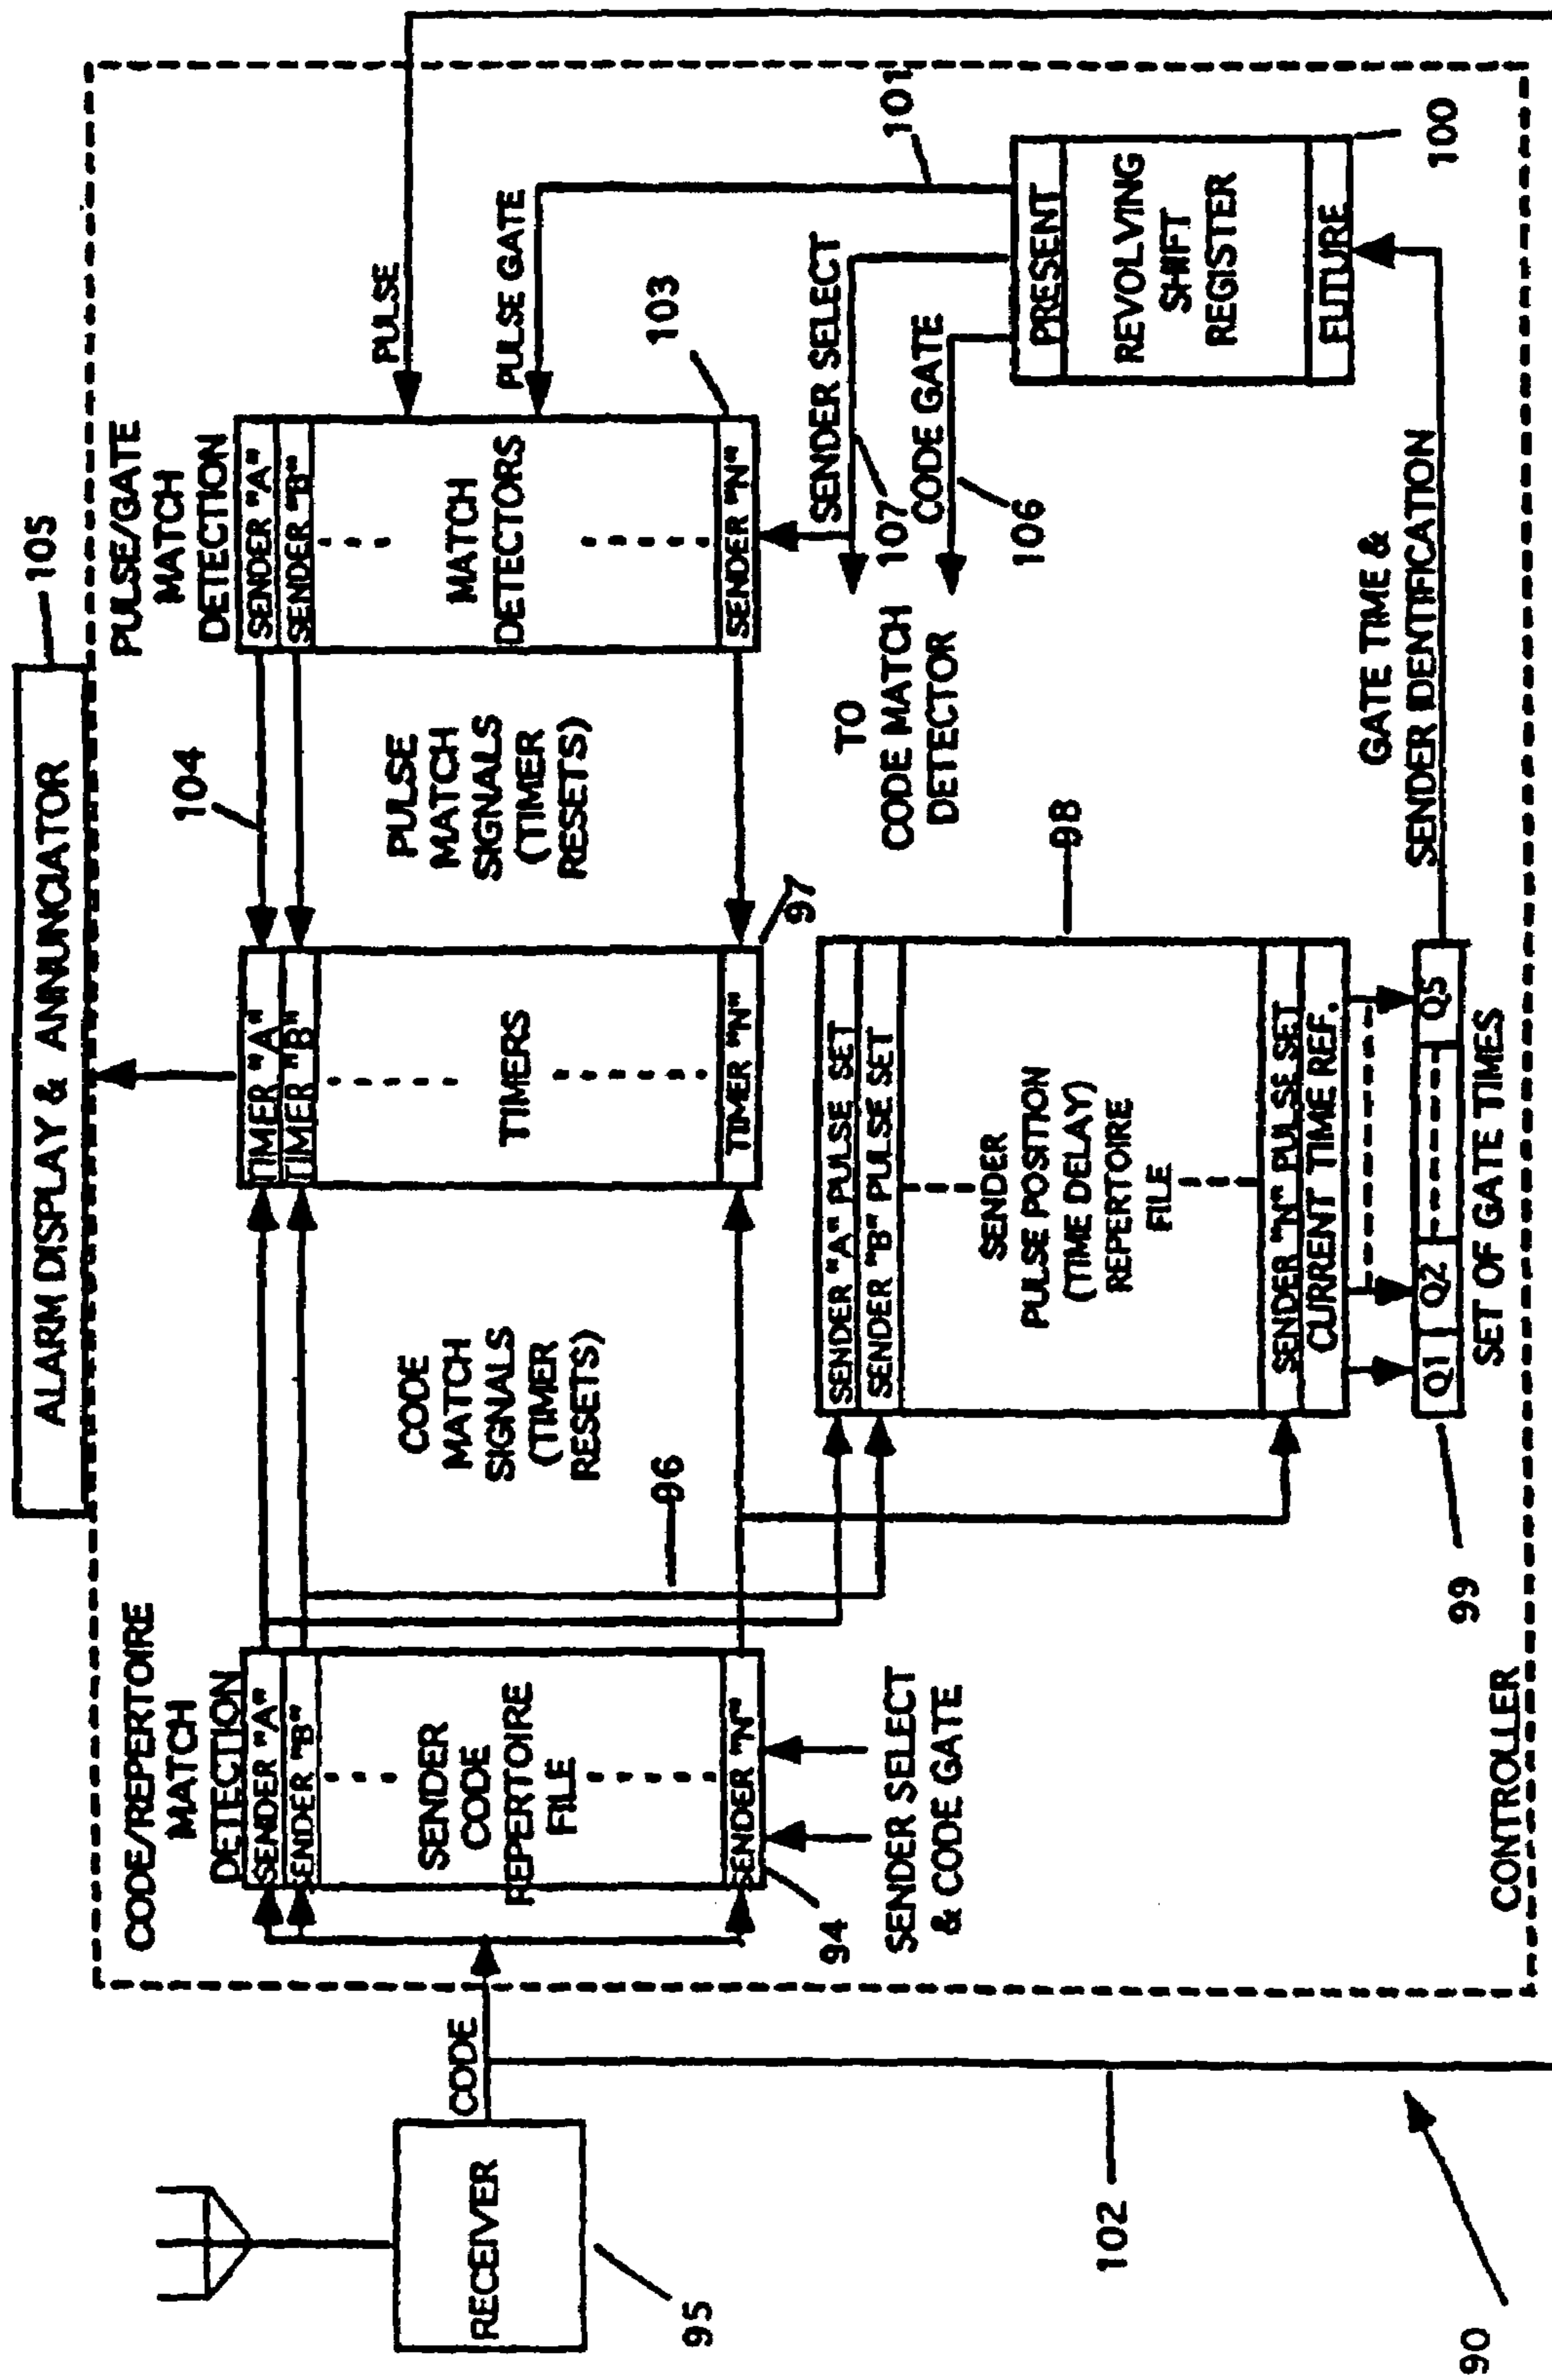 ALARM DISPLAY & ANNUNCIATOR
105
CODE/REPERTOIRE
MATCH
DETECTION
SENDER "A"
SENDER "B"
SENDER
CODE
REPERTOIRE
FILE
SENDER "N"
94
SENDER SELECT
& CODE GATE
RECEIVER
95
CODE
102
90
CODE
MATCH
SIGNALS
(TIMER
RESETS)
96
TIMER "A"
TIMER "B"
TIMERS
TIMER "N"
97
104
PULSE
MATCH
SIGNALS
(TIMER
RESETS)
PULSE/GATE
MATCH
DETECTION
SENDER "A"
SENDER "B"
MATCH
DETECTORS
SENDER "N"
103
PULSE
PULSE GATE
101
SENDER SELECT
107
CODE GATE
106
TO
CODE MATCH
DETECTOR
PRESENT
REVOLVING
SHIFT
REGISTER
FUTURE
100
SENDER "A" PULSE SET
SENDER "B" PULSE SET
SENDER
PULSE POSITION
(TIME DELAY)
REPERTOIRE
FILE
SENDER "N" PULSE SET
CURRENT TIME REF.
98
Q1 Q2 QS
SET OF GATE TIMES
99
GATE TIME &
SENDER IDENTIFICATION
CONTROLLER